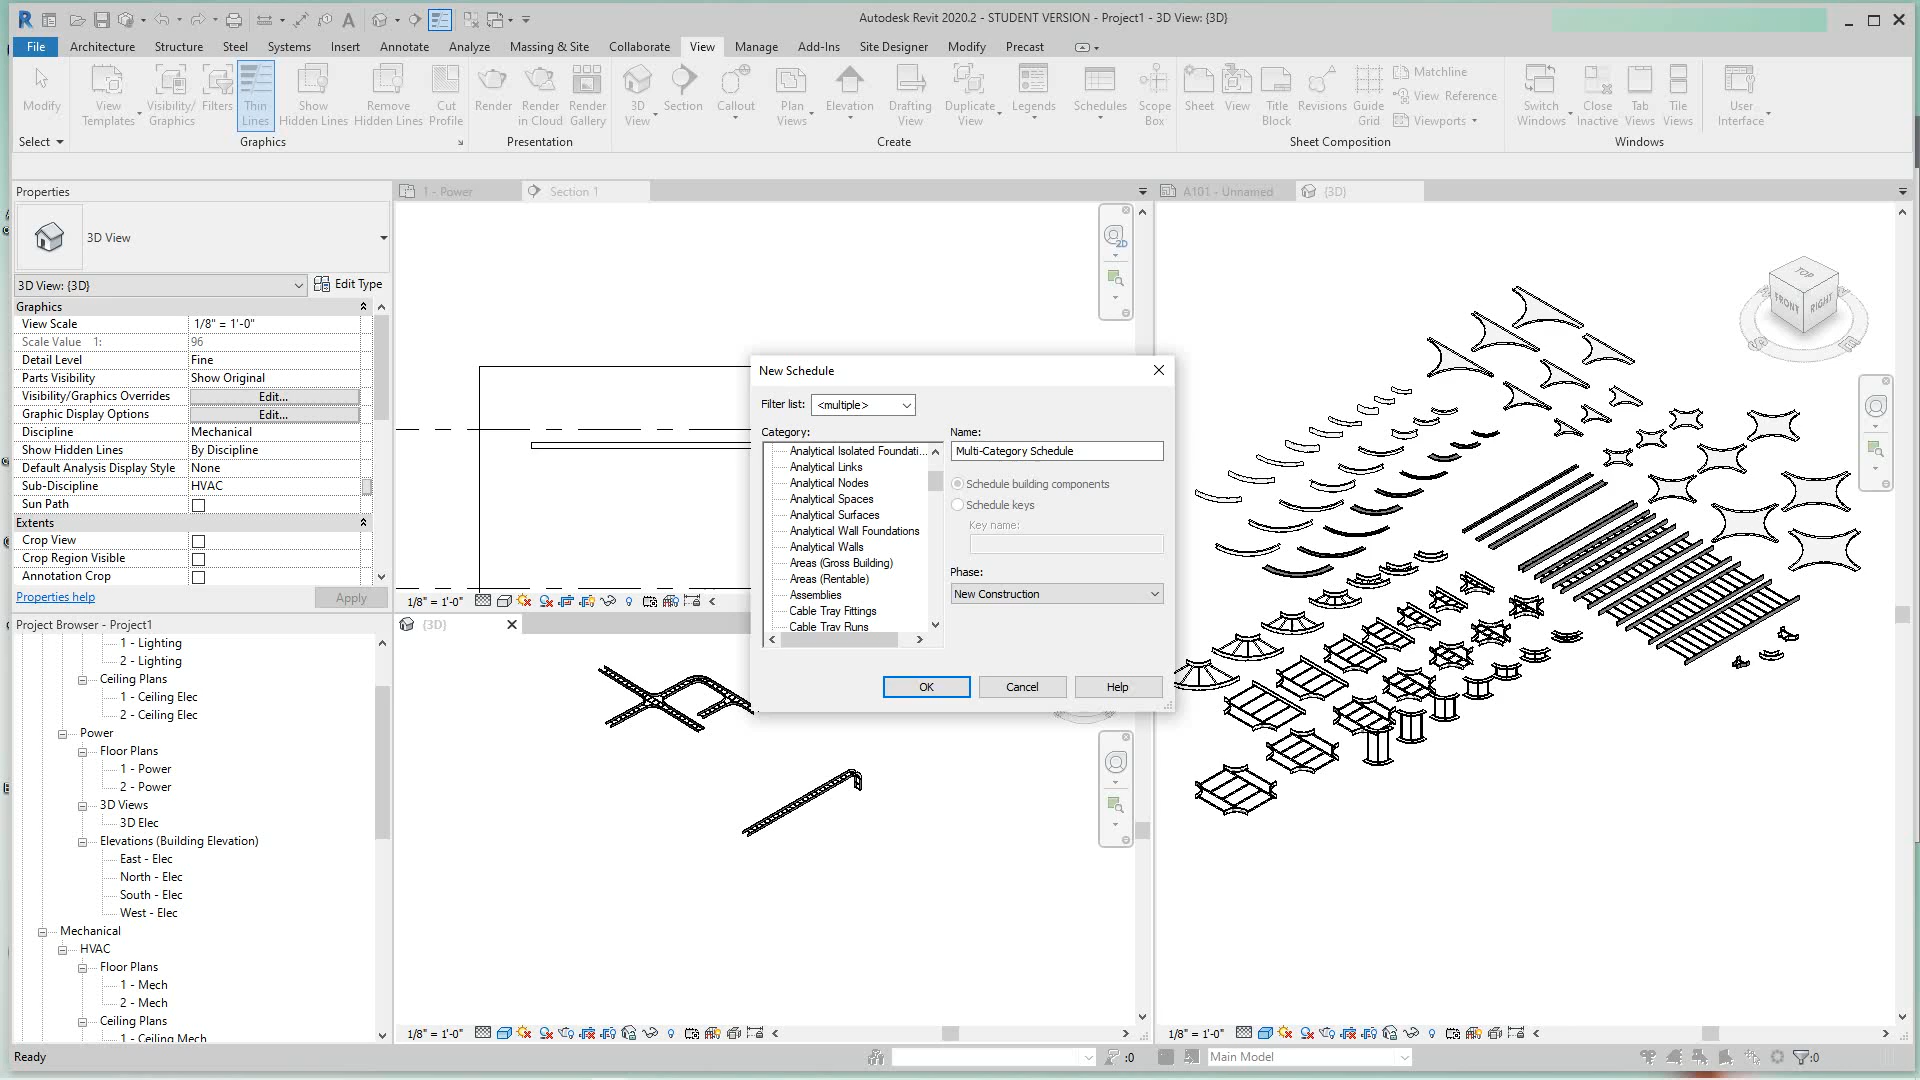 Autodesk Revit 2020.2 - STUDENT VERSION - Project1 - 3D View: {3D}
File Architecture Structure Steel Systems Insert Annotate Analyze Massing & Site Collaborate View Manage Add-Ins Site Designer Modify Precast
Modify
View Templates
Visibility/ Graphics
Filters
Thin Lines
Show Hidden Lines
Remove Hidden Lines
Cut Profile
Render
Render in Cloud
Render Gallery
3D View
Section
Callout
Plan Views
Elevation
Drafting View
Duplicate View
Legends
Schedules
Scope Box
Sheet
View
Title Block
Revisions
Guide Grid
Matchline
View Reference
Viewports
Switch Windows
Close Inactive
Tab Views
Tile Views
User Interface
Select Graphics Presentation Create Sheet Composition Windows
Properties
3D View
3D View: {3D} Edit Type
Graphics
View Scale 1/8" = 1'-0"
Scale Value 1: 96
Detail Level Fine
Parts Visibility Show Original
Visibility/Graphics Overrides Edit...
Graphic Display Options Edit...
Discipline Mechanical
Show Hidden Lines By Discipline
Default Analysis Display Style None
Sub-Discipline HVAC
Sun Path
Extents
Crop View
Crop Region Visible
Annotation Crop
Properties help Apply
Project Browser - Project1
1 - Lighting
2 - Lighting
Ceiling Plans
1 - Ceiling Elec
2 - Ceiling Elec
Power
Floor Plans
1 - Power
2 - Power
3D Views
3D Elec
Elevations (Building Elevation)
East - Elec
North - Elec
South - Elec
West - Elec
Mechanical
HVAC
Floor Plans
1 - Mech
2 - Mech
Ceiling Plans
1 - Ceiling Mech
1 - Power Section 1
2D
1/8" = 1'-0"
{3D}
1/8" = 1'-0"
A101 - Unnamed {3D}
TOP
FRONT
RIGHT
1/8" = 1'-0"
New Schedule
Filter list: <multiple>
Category:
Analytical Isolated Foundati...
Analytical Links
Analytical Nodes
Analytical Spaces
Analytical Surfaces
Analytical Wall Foundations
Analytical Walls
Areas (Gross Building)
Areas (Rentable)
Assemblies
Cable Tray Fittings
Cable Tray Runs
Name:
Multi-Category Schedule
Schedule building components
Schedule keys
Key name:
Phase:
New Construction
OK Cancel Help
Ready :0 Main Model :0